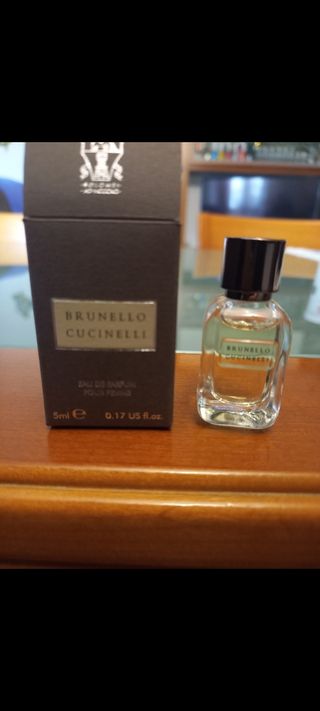 BRUNELLO
CUCINELLI
EAU DE PARFUM
POUR FEMME
5ml ℮ 0.17 US fl.oz.
BRUNELLO
CUCINELLI